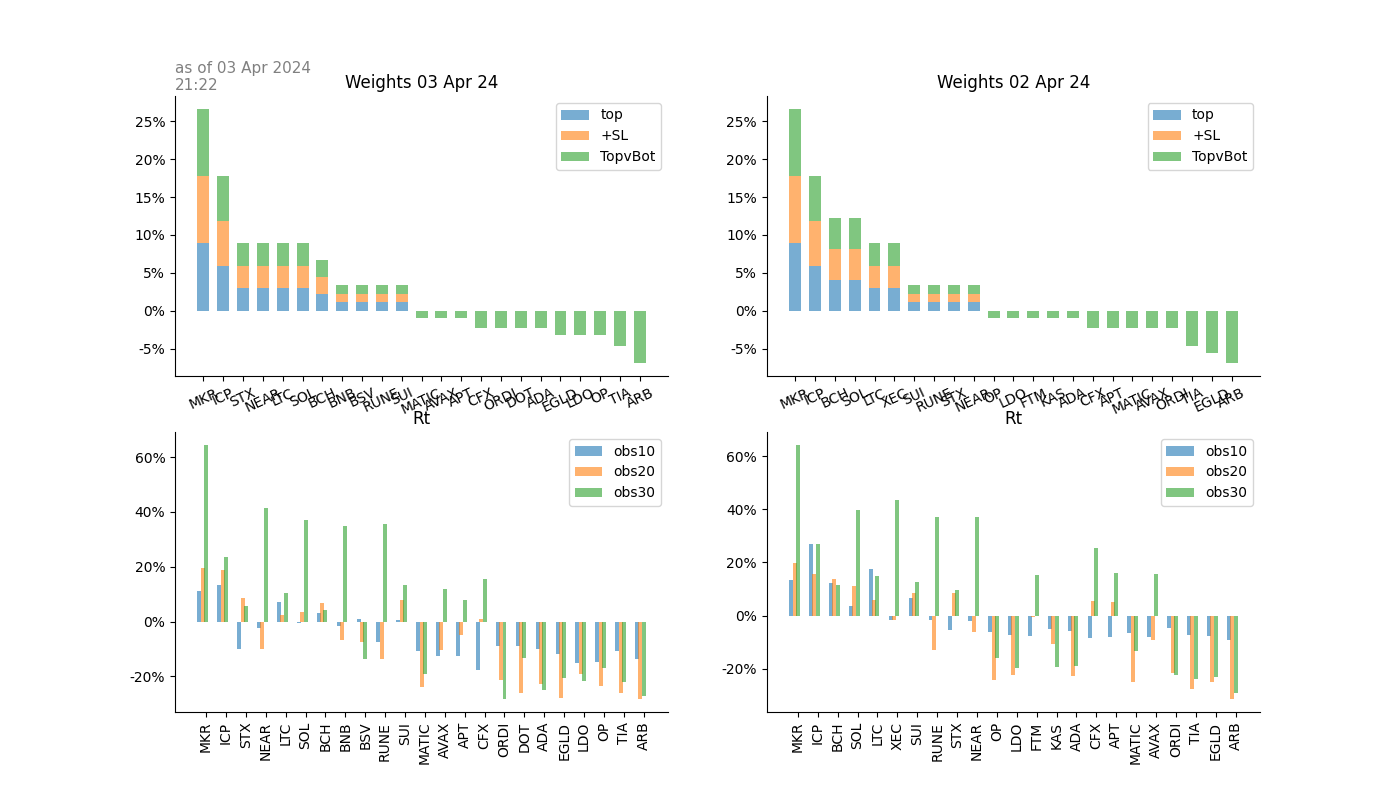 as of 03 Apr 2024
21:22
Weights 03 Apr 24
25%
20%
15%
10%
5%
0%
-5%
top
+SL
TopvBot
MKR ICP STX NEAR LTC SOL BCH BNB BSV RUNE SUI MATIC AVAX APT CFX ORDI DOT ADA EGLD LDO OP TIA ARB
Weights 02 Apr 24
25%
20%
15%
10%
5%
0%
-5%
top
+SL
TopvBot
MKR ICP BCH SOL LTC XEC SUI RUNE STX NEAR OP LDO FTM KAS ADA CFX APT MATIC AVAX ORDI TIA EGLD ARB
Rt
60%
40%
20%
0%
-20%
obs10
obs20
obs30
MKR ICP STX NEAR LTC SOL BCH BNB BSV RUNE SUI MATIC AVAX APT CFX ORDI DOT ADA EGLD LDO OP TIA ARB
Rt
60%
40%
20%
0%
-20%
obs10
obs20
obs30
MKR ICP BCH SOL LTC XEC SUI RUNE STX NEAR OP LDO FTM KAS ADA CFX APT MATIC AVAX ORDI TIA EGLD ARB